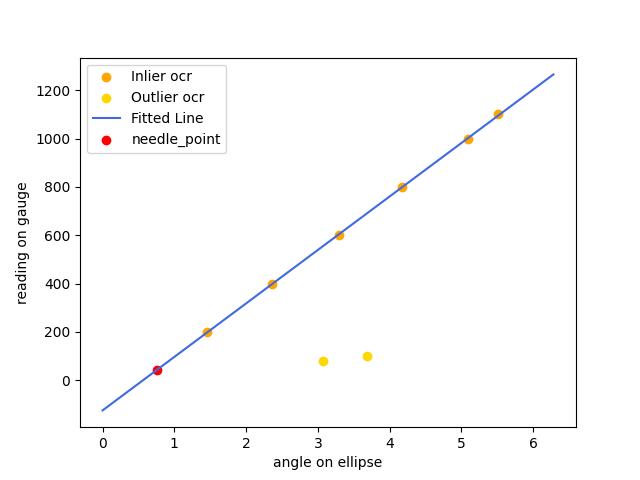 Inlier ocr
Outlier ocr
Fitted Line
needle_point
1200
1000
800
600
400
200
0
reading on gauge
0 1 2 3 4 5 6
angle on ellipse